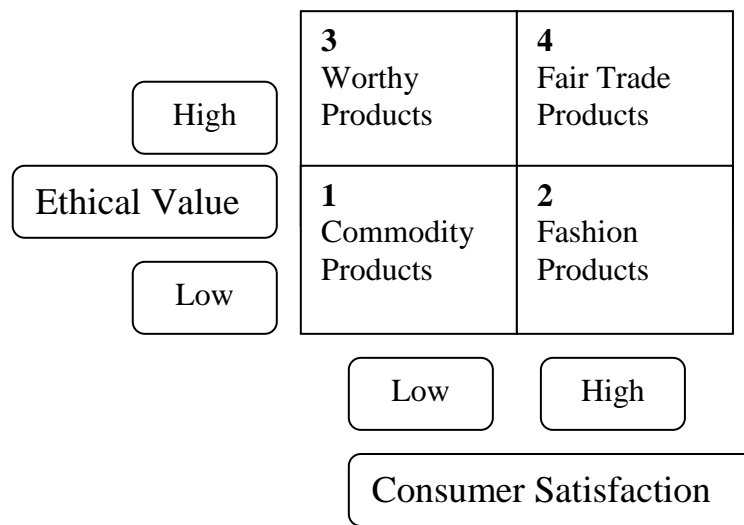 3
Worthy
Products
4
Fair Trade
Products
High
Ethical Value
1
Commodity
Products
2
Fashion
Products
Low
Low
High
Consumer Satisfaction